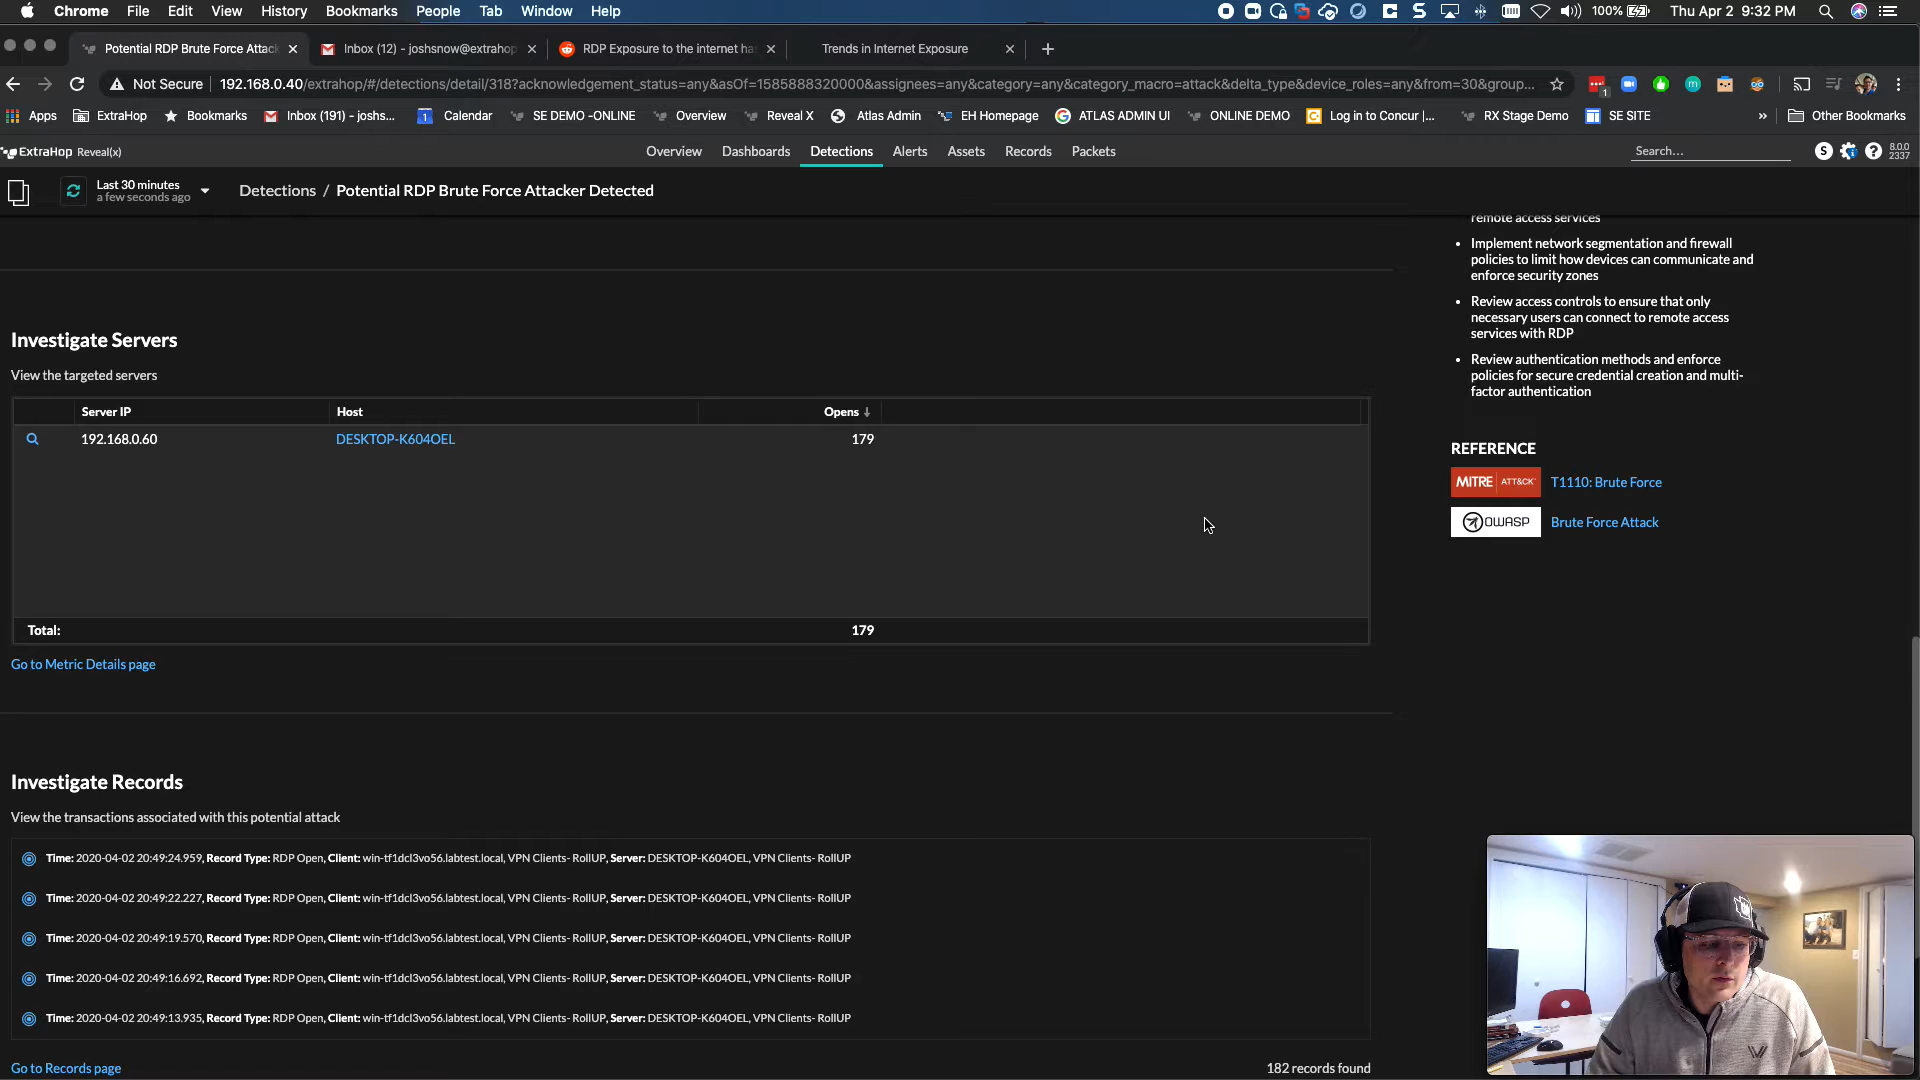 Chrome File Edit View History Bookmarks People Tab Window Help
100% Thu Apr 2 9:32 PM
Potential RDP Brute Force Attack
Inbox (12) - joshsnow@extrahop
RDP Exposure to the internet has
Trends in Internet Exposure
Not Secure 192.168.0.40/extrahop/#/detections/detail/318?acknowledgement_status=any&asOf=1585888320000&assignees=any&category=any&category_macro=attack&delta_type&device_roles=any&from=30&group...
Apps ExtraHop Bookmarks Inbox (191) - joshs... Calendar SE DEMO -ONLINE Overview Reveal X Atlas Admin EH Homepage ATLAS ADMIN UI ONLINE DEMO Log in to Concur |... RX Stage Demo SE SITE » Other Bookmarks
ExtraHop Reveal(x)
Overview Dashboards Detections Alerts Assets Records Packets
Search...
S
8.0.0
2337
Last 30 minutes
a few seconds ago
Detections / Potential RDP Brute Force Attacker Detected
remote access services
• Implement network segmentation and firewall
policies to limit how devices can communicate and
enforce security zones
• Review access controls to ensure that only
necessary users can connect to remote access
services with RDP
• Review authentication methods and enforce
policies for secure credential creation and multi-
factor authentication
REFERENCE
MITRE ATT&CK T1110: Brute Force
OWASP Brute Force Attack
Investigate Servers
View the targeted servers
Server IP Host Opens ↓
192.168.0.60 DESKTOP-K604OEL 179
Total: 179
Go to Metric Details page
Investigate Records
View the transactions associated with this potential attack
Time: 2020-04-02 20:49:24.959, Record Type: RDP Open, Client: win-tf1dcl3vo56.labtest.local, VPN Clients- RollUP, Server: DESKTOP-K604OEL, VPN Clients- RollUP
Time: 2020-04-02 20:49:22.227, Record Type: RDP Open, Client: win-tf1dcl3vo56.labtest.local, VPN Clients- RollUP, Server: DESKTOP-K604OEL, VPN Clients- RollUP
Time: 2020-04-02 20:49:19.570, Record Type: RDP Open, Client: win-tf1dcl3vo56.labtest.local, VPN Clients- RollUP, Server: DESKTOP-K604OEL, VPN Clients- RollUP
Time: 2020-04-02 20:49:16.692, Record Type: RDP Open, Client: win-tf1dcl3vo56.labtest.local, VPN Clients- RollUP, Server: DESKTOP-K604OEL, VPN Clients- RollUP
Time: 2020-04-02 20:49:13.935, Record Type: RDP Open, Client: win-tf1dcl3vo56.labtest.local, VPN Clients- RollUP, Server: DESKTOP-K604OEL, VPN Clients- RollUP
Go to Records page
182 records found